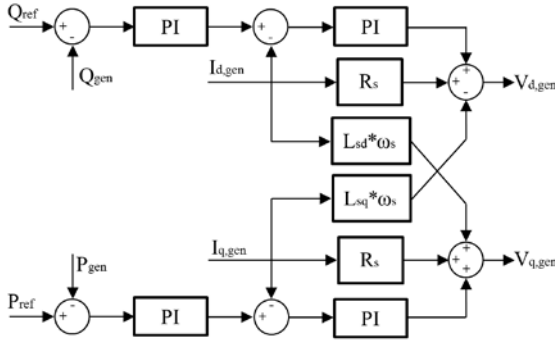 Qref
+
-
PI
+
-
PI
+
+
-
Vd,gen
Qgen
Id,gen
Rs
Lsd*ωs
Lsq*ωs
Iq,gen
Rs
+
+
+
Vq,gen
Pgen
Pref
+
-
PI
+
-
PI